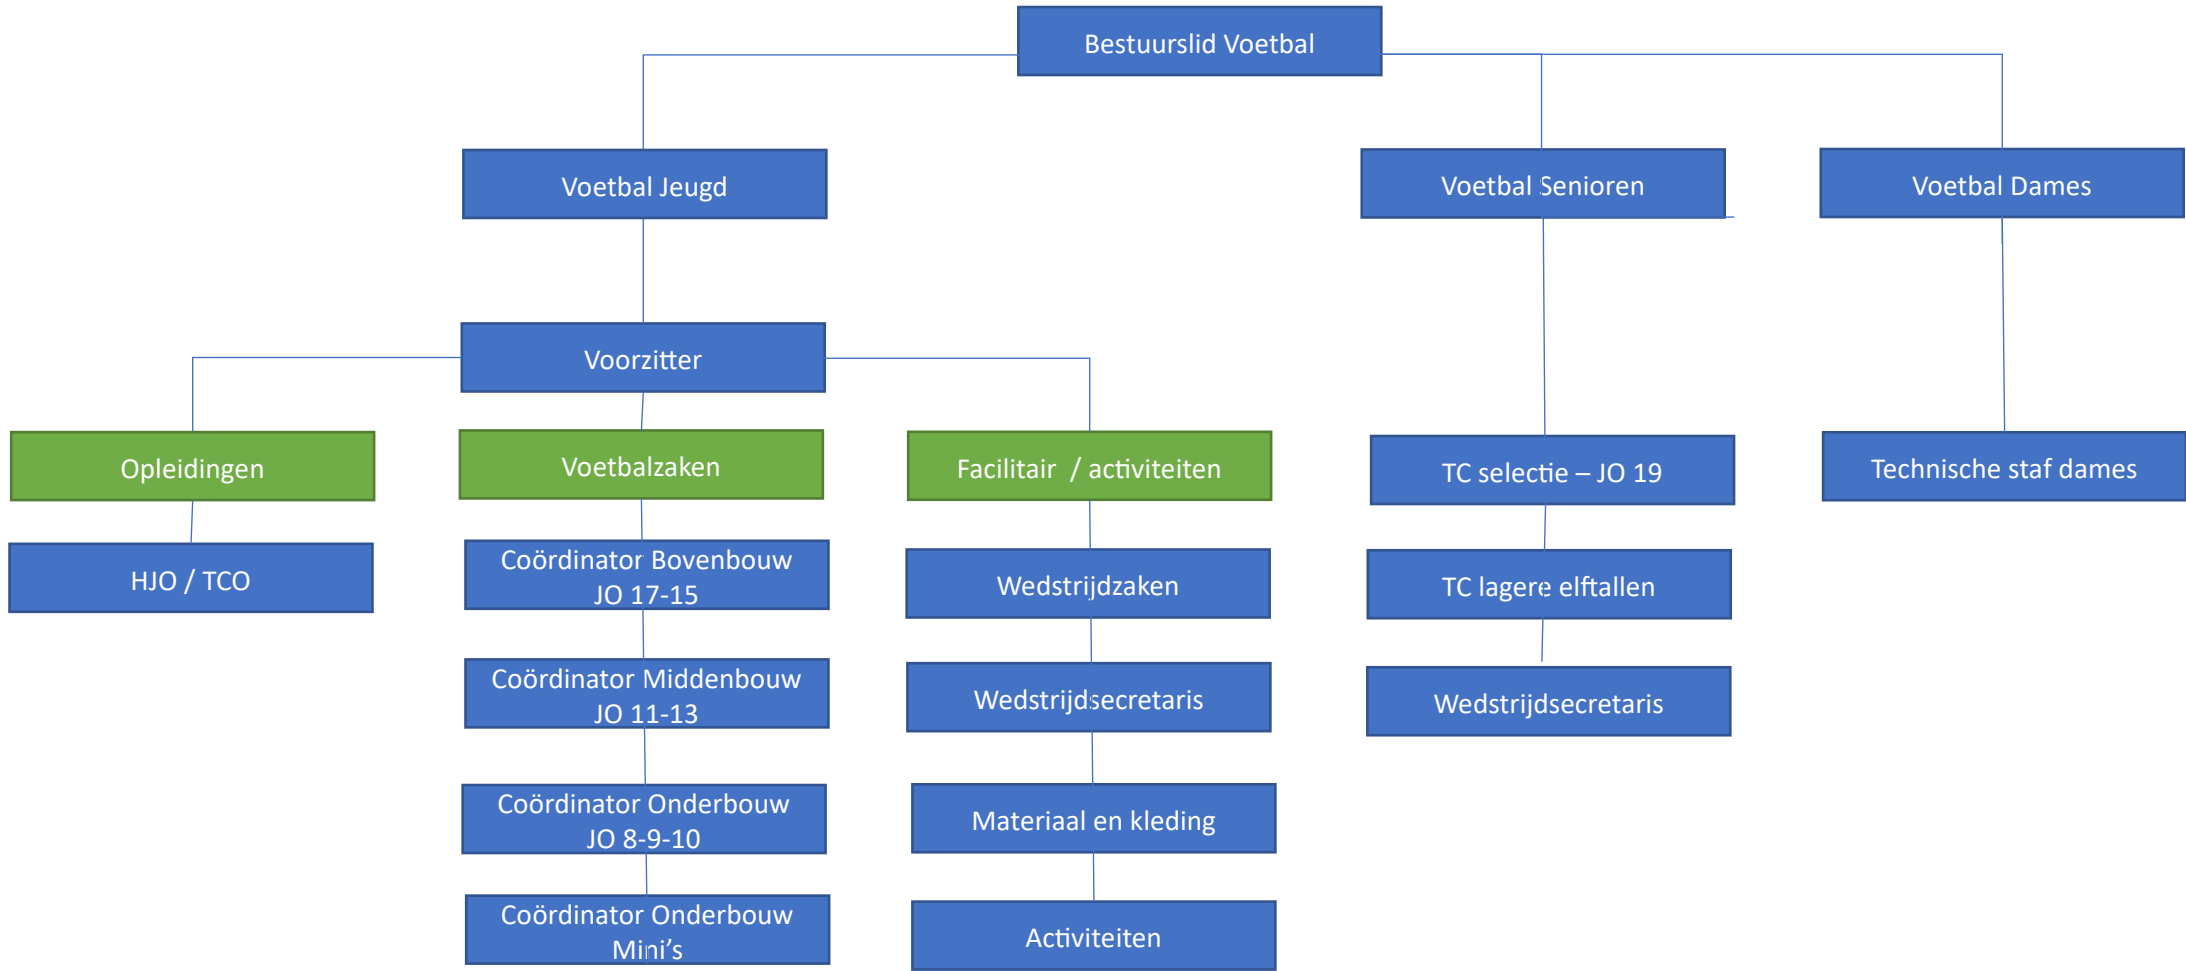 Bestuurslid Voetbal
Voetbal Jeugd
Voetbal Senioren
Voetbal Dames
Voorzitter
Opleidingen
Voetbalzaken
Facilitair / activiteiten
TC selectie – JO 19
Technische staf dames
HJO / TCO
Coördinator Bovenbouw
JO 17-15
Wedstrijdzaken
TC lagere elftallen
Coördinator Middenbouw
JO 11-13
Wedstrijdsecretaris
Wedstrijdsecretaris
Coördinator Onderbouw
JO 8-9-10
Materiaal en kleding
Coördinator Onderbouw
Mini’s
Activiteiten